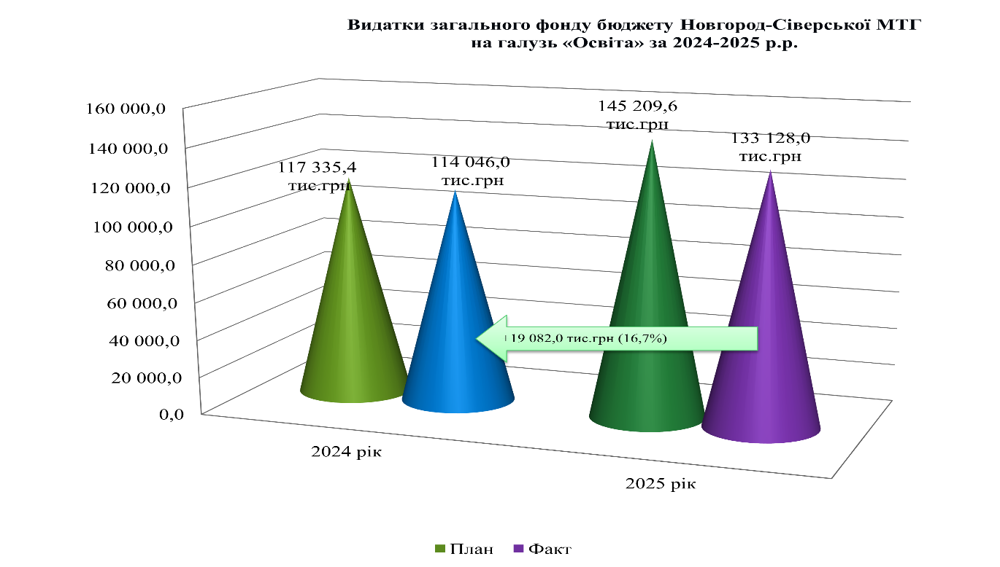 Видатки загального фонду бюджету Новгород-Сіверської МТГ
на галузь «Освіта» за 2024-2025 р.р.
160 000,0
140 000,0
120 000,0
100 000,0
80 000,0
60 000,0
40 000,0
20 000,0
0,0
117 335,4
тис.грн
114 046,0
тис.грн
145 209,6
тис.грн
133 128,0
тис.грн
+19 082,0 тис.грн (16,7%)
2024 рік
2025 рік
План
Факт